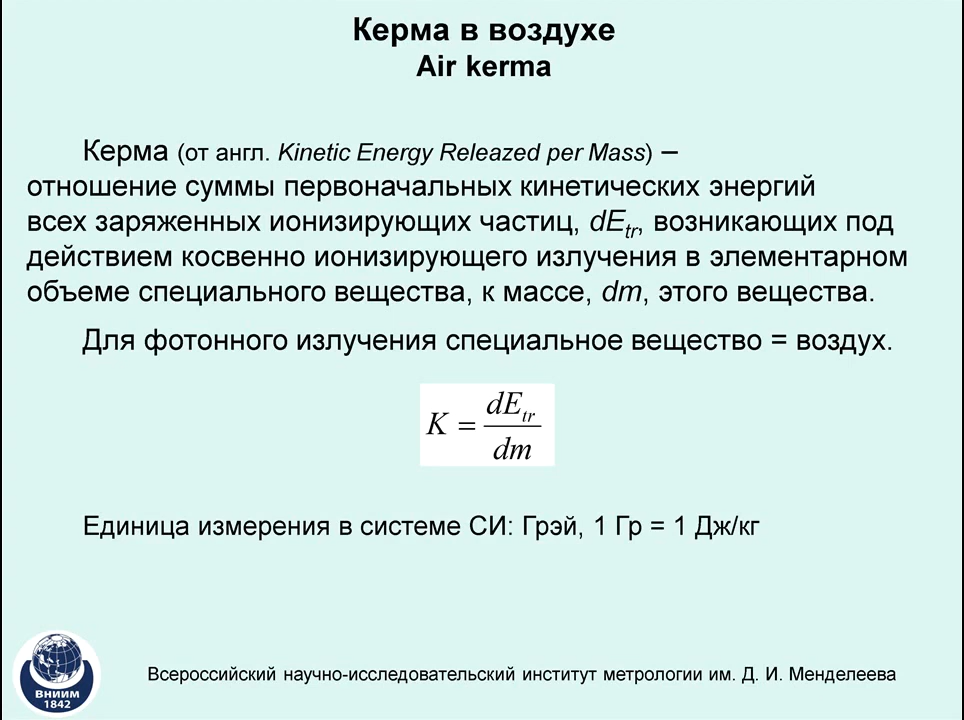 Керма в воздухе
Air kerma
Керма (от англ. Kinetic Energy Releazed per Mass) –
отношение суммы первоначальных кинетических энергий
всех заряженных ионизирующих частиц, dEtr, возникающих под
действием косвенно ионизирующего излучения в элементарном
объеме специального вещества, к массе, dm, этого вещества.
Для фотонного излучения специальное вещество = воздух.
K = dEtr / dm
Единица измерения в системе СИ: Грэй, 1 Гр = 1 Дж/кг
ВНИИМ
1842
Всероссийский научно-исследовательский институт метрологии им. Д. И. Менделеева